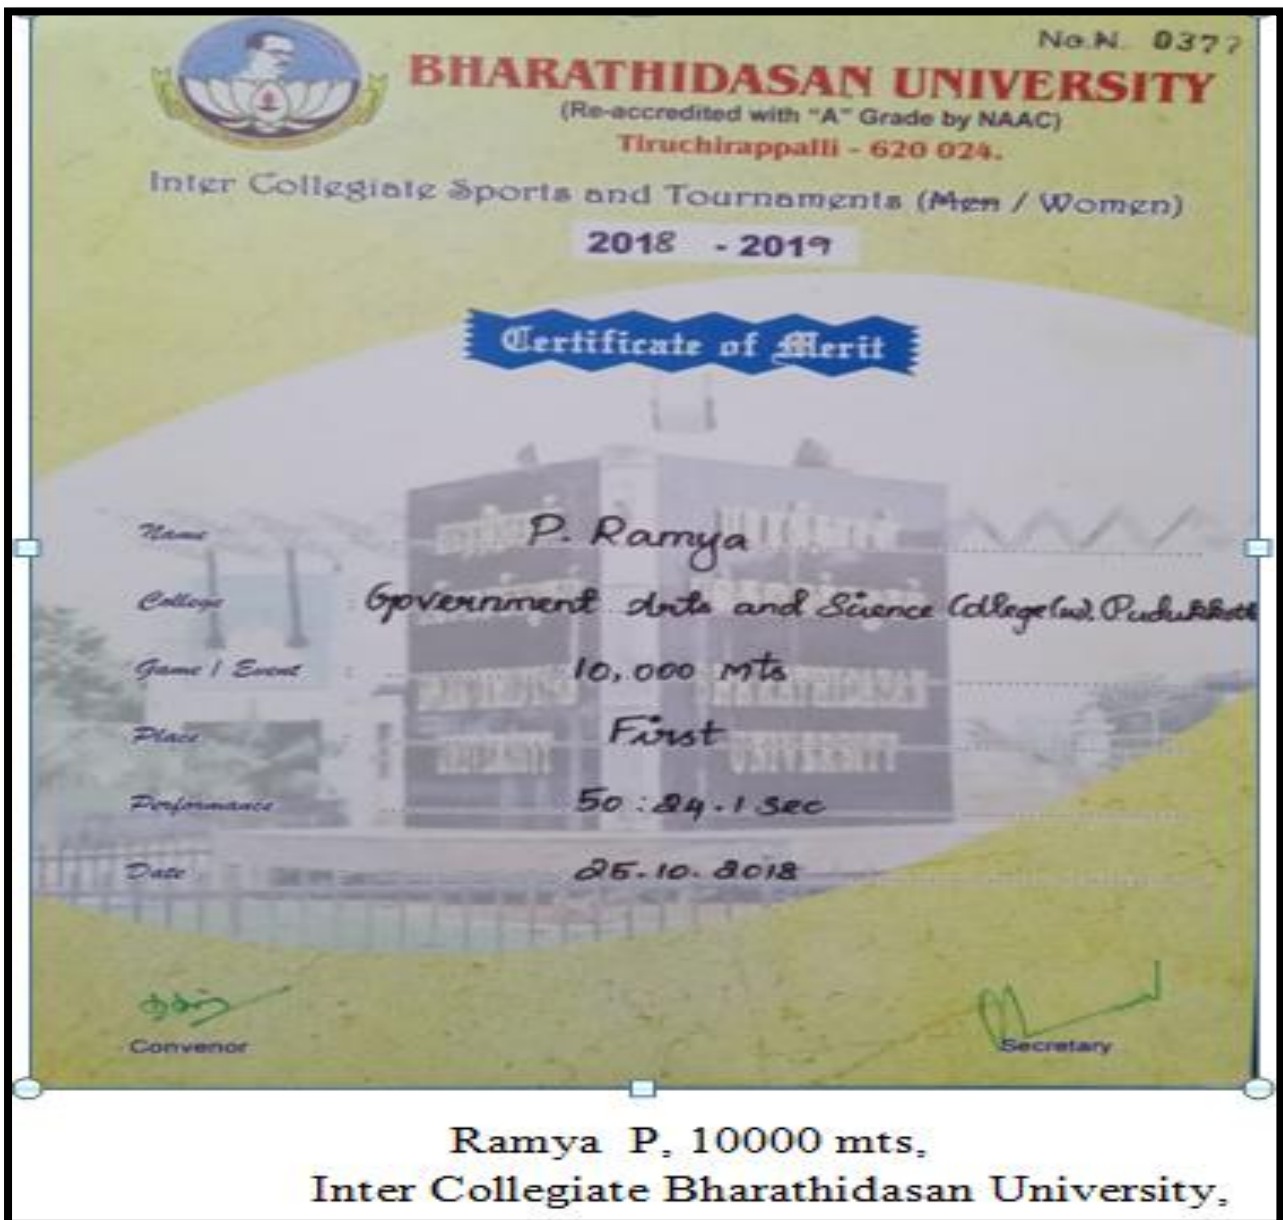 No.N. 0377
BHARATHIDASAN UNIVERSITY
(Re-accredited with "A" Grade by NAAC)
Tiruchirappalli - 620 024.
Inter Collegiate Sports and Tournaments (Men / Women)
2018 - 2019
Certificate of Merit
Name P. Ramya
College : Government Arts and Science College (w). Pudukkott
Game / Event : 10,000 mts
Place First
Performance 50:24.1 sec
Date 25.10.2018
BHARATHIDASAN
UNIVERSITY
Convenor Secretary
Ramya P, 10000 mts,
Inter Collegiate Bharathidasan University,